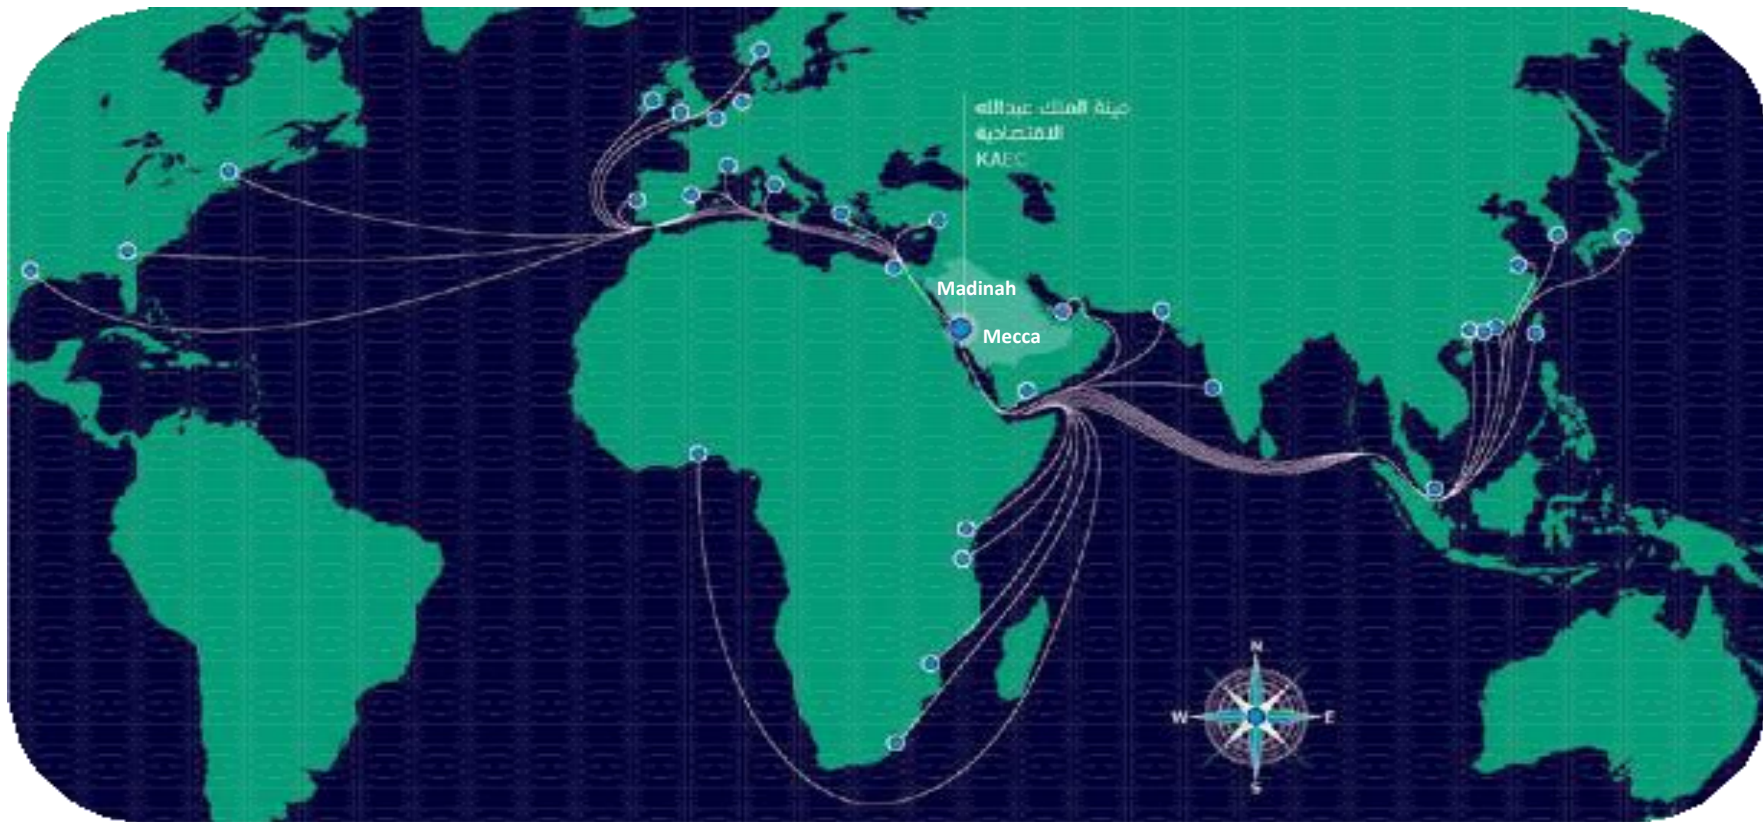 مدينة الملك عبدالله
الاقتصادية
KAEC
Madinah
Mecca
N
W
E
S